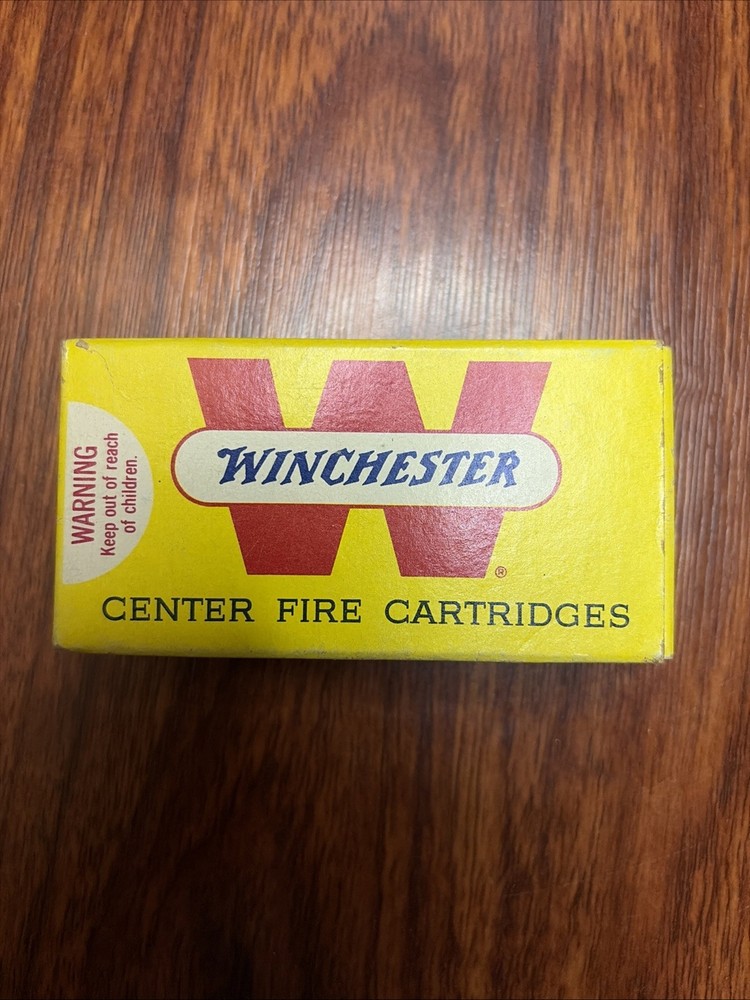 WARNING
Keep out of reach
of children.
WINCHESTER
®
CENTER FIRE CARTRIDGES